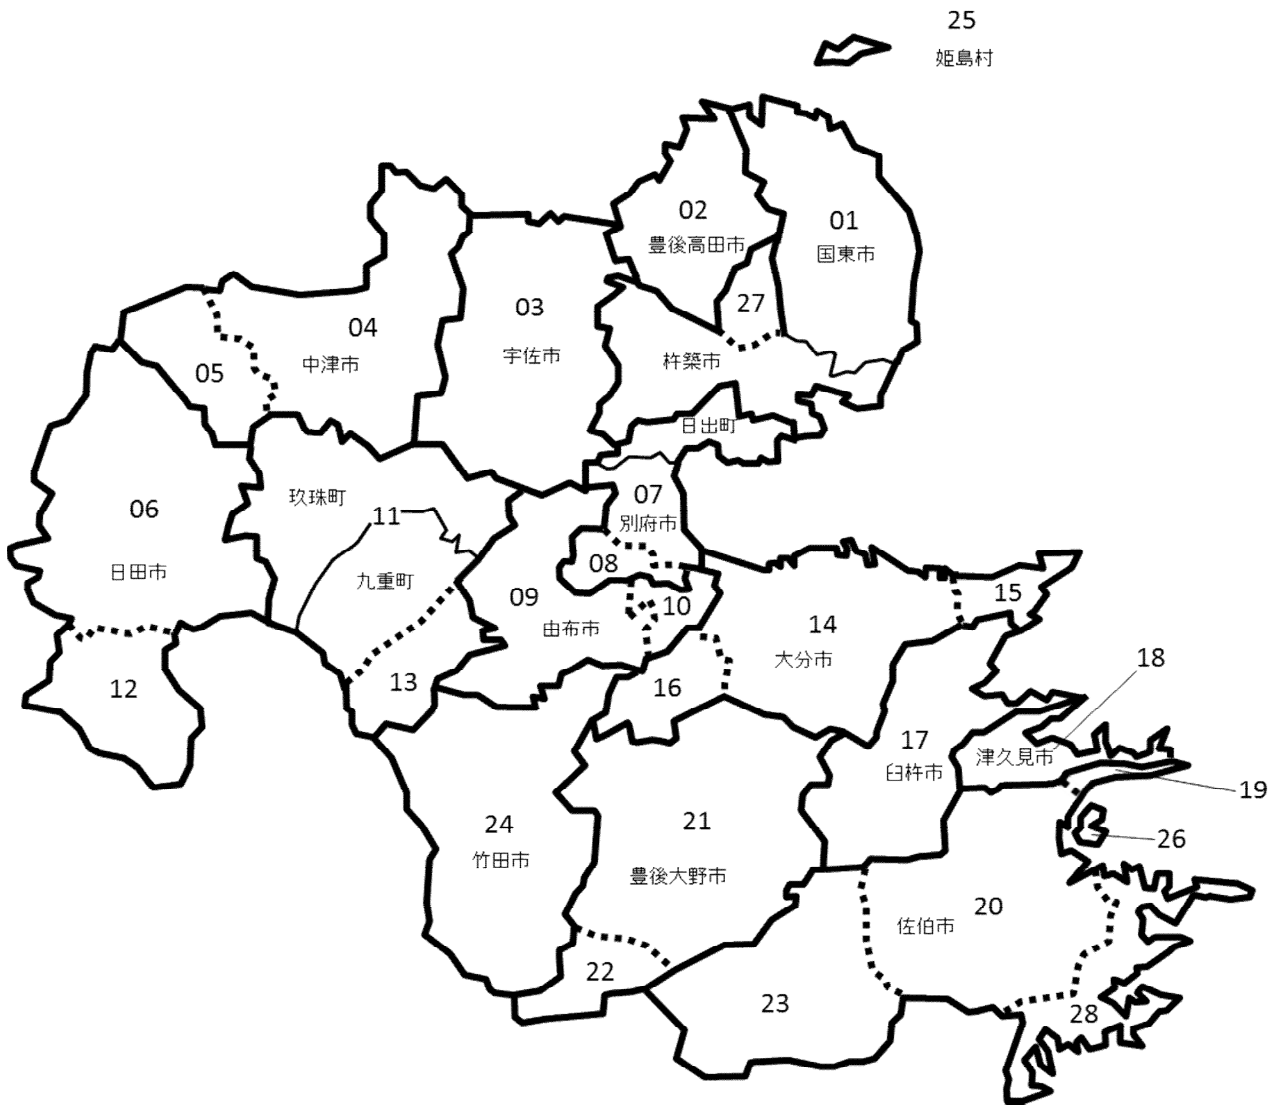 25
姫島村
02
豊後高田市
01
国東市
27
03
宇佐市
04
中津市
05
杵築市
日出町
06
日田市
玖珠町
11
九重町
07
別府市
08
09
由布市
10
12
13
14
大分市
15
16
17
臼杵市
18
津久見市
19
26
24
竹田市
21
豊後大野市
20
佐伯市
22
23
28